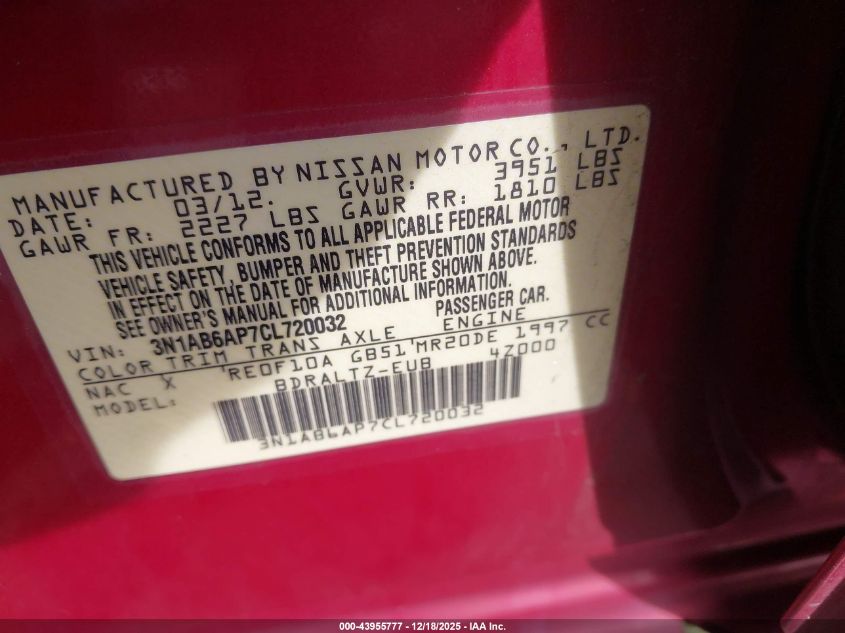 MANUFACTURED BY NISSAN MOTOR CO., LTD.
DATE: 03/12. GVWR: 3951 LBS
GAWR FR: 2227 LBS GAWR RR: 1810 LBS
THIS VEHICLE CONFORMS TO ALL APPLICABLE FEDERAL MOTOR
VEHICLE SAFETY, BUMPER AND THEFT PREVENTION STANDARDS
IN EFFECT ON THE DATE OF MANUFACTURE SHOWN ABOVE.
SEE OWNER'S MANUAL FOR ADDITIONAL INFORMATION.
VIN: 3N1AB6AP7CL720032 PASSENGER CAR.
COLOR TRIM TRANS AXLE ENGINE
NAC X 'RE0F10A GB51'MR20DE 1997 CC
MODEL: BDRALTZ-EUB 4Z000
3N1AB6AP7CL720032
000-43955777 - 12/18/2025 - IAA Inc.